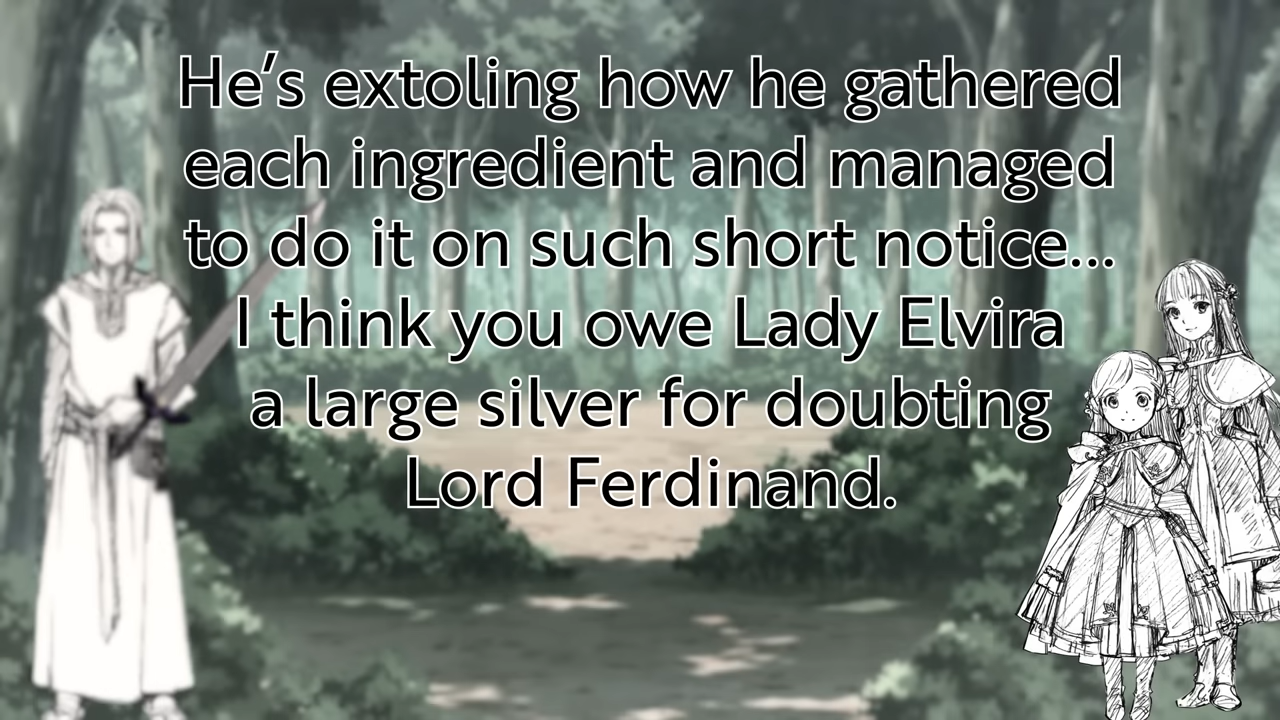 He’s extoling how he gathered
each ingredient and managed
to do it on such short notice...
I think you owe Lady Elvira
a large silver for doubting
Lord Ferdinand.